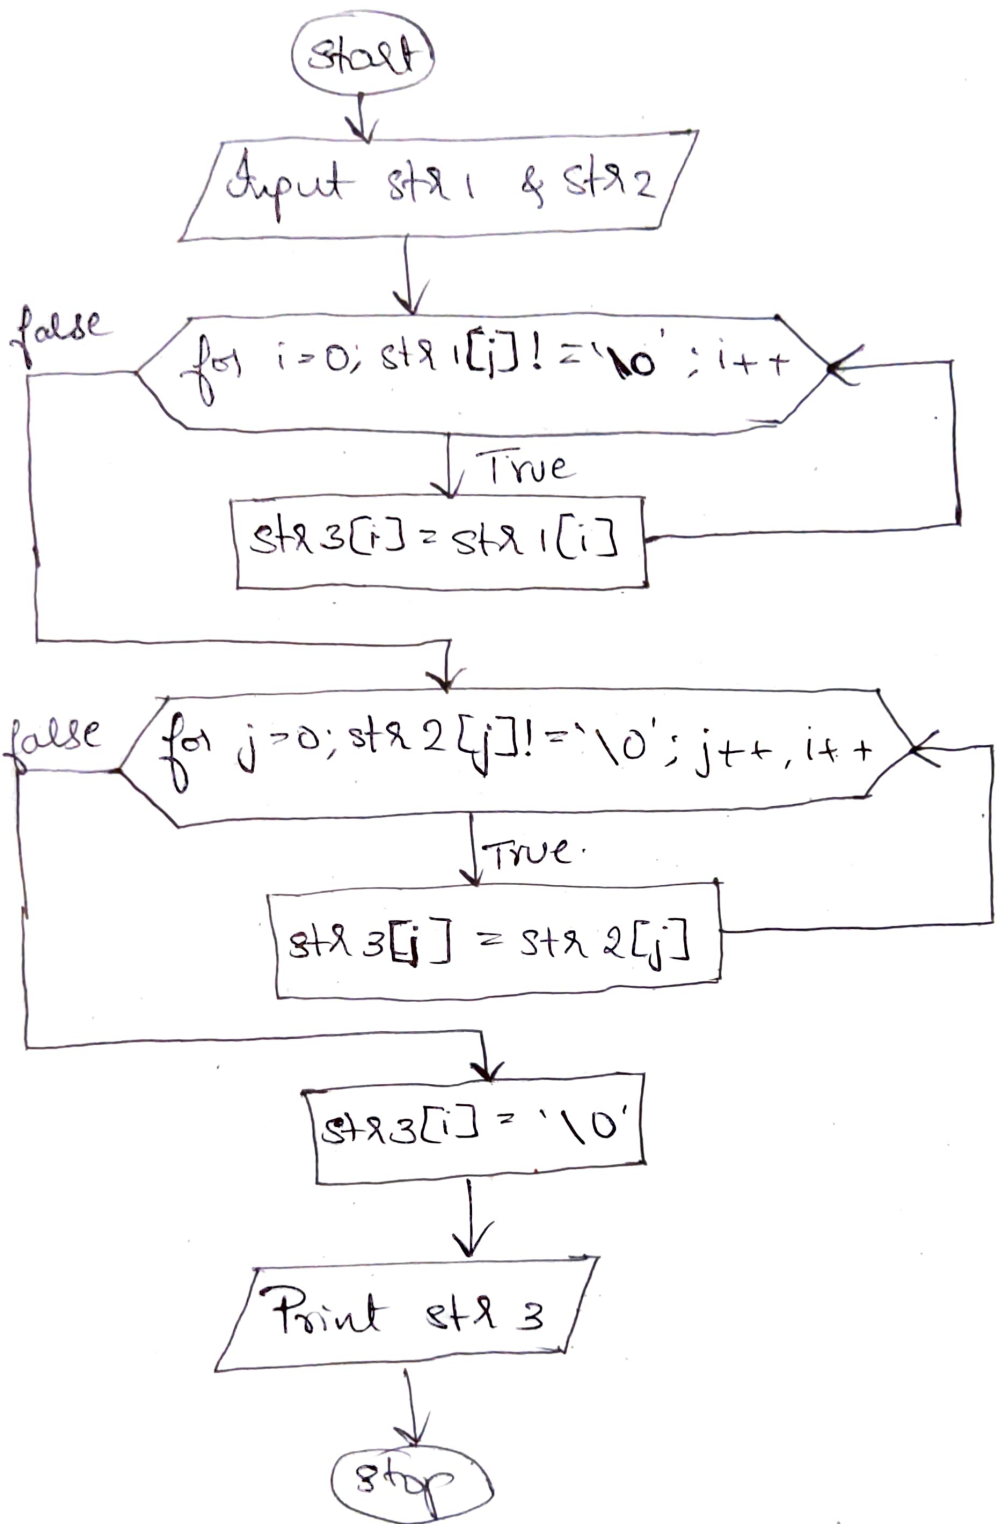 Start
Input str1 & str2
false
for i=0; str1[j]!='\0'; i++
True
str3[i] = str1[i]
false
for j=0; str2[j]!='\0'; j++, i++
True.
str3[j] = str2[j]
str3[i] = '\0'
Print str3
stop